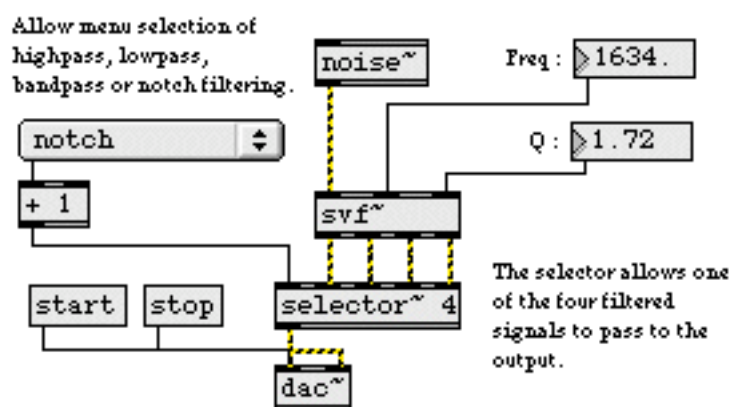 Allow menu selection of
highpass, lowpass,
bandpass or notch filtering.
noise~
Freq :
1634.
notch
Q :
1.72
+ 1
svf~
start
stop
selector~ 4
The selector allows one
of the four filtered
signals to pass to the
output.
dac~